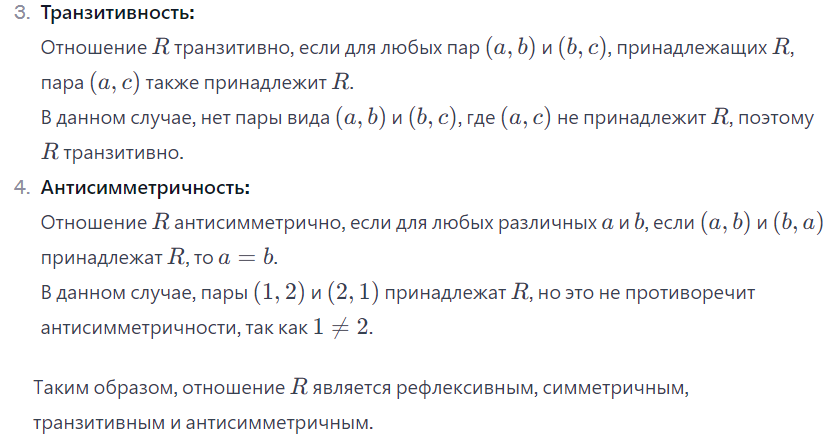 3. Транзитивность:
Отношение R транзитивно, если для любых пар (a, b) и (b, c), принадлежащих R,
пара (a, c) также принадлежит R.
В данном случае, нет пары вида (a, b) и (b, c), где (a, c) не принадлежит R, поэтому
R транзитивно.
4. Антисимметричность:
Отношение R антисимметрично, если для любых различных a и b, если (a, b) и (b, a)
принадлежат R, то a = b.
В данном случае, пары (1, 2) и (2, 1) принадлежат R, но это не противоречит
антисимметричности, так как 1 ≠ 2.
Таким образом, отношение R является рефлексивным, симметричным,
транзитивным и антисимметричным.